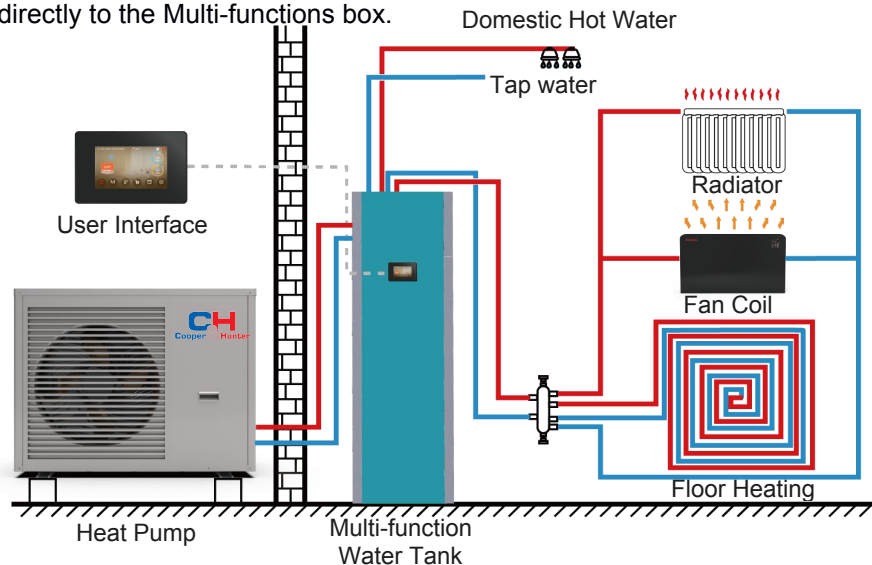 directly to the Multi-functions box.
Domestic Hot Water
Tap water
User Interface
Radiator
Fan Coil
CH
Cooper Hunter
Floor Heating
Heat Pump
Multi-function
Water Tank